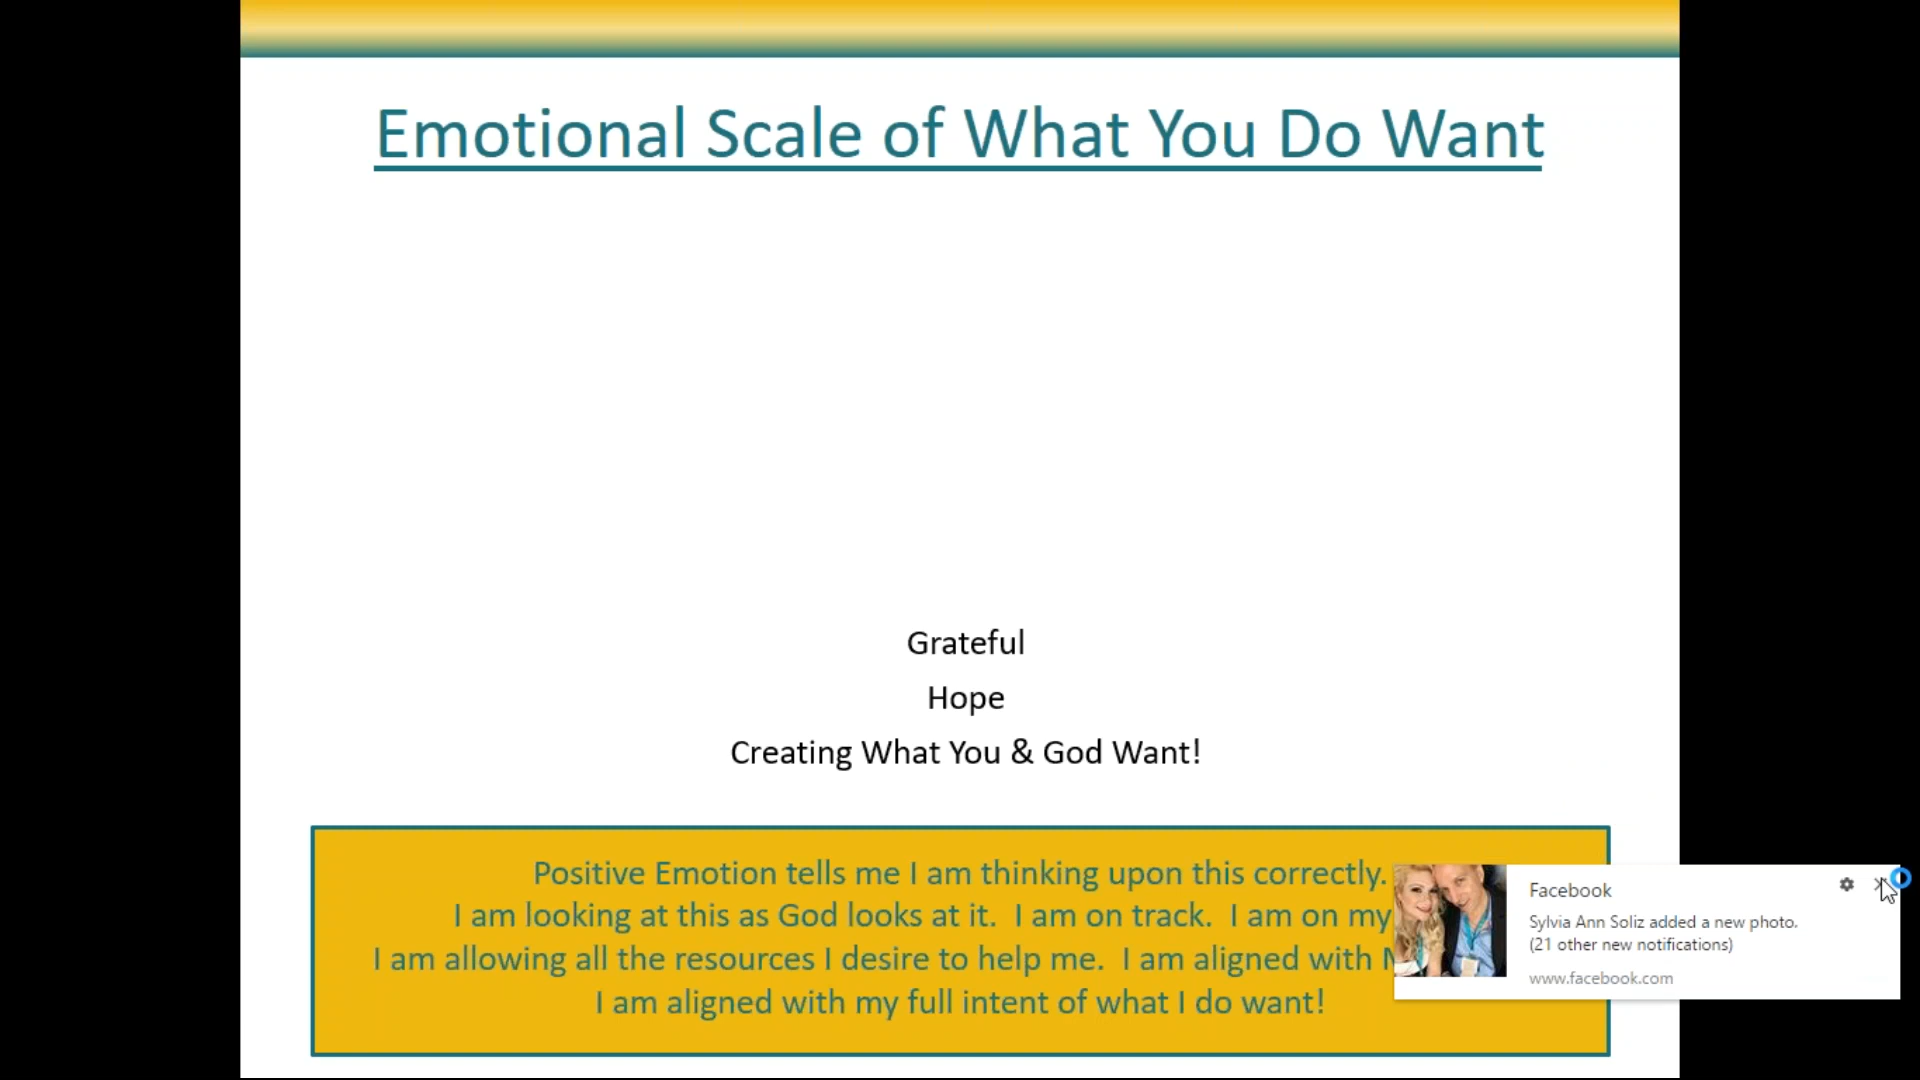 Emotional Scale of What You Do Want
Grateful
Hope
Creating What You & God Want!
Positive Emotion tells me I am thinking upon this correctly.
I am looking at this as God looks at it. I am on track. I am on my
I am allowing all the resources I desire to help me. I am aligned with
I am aligned with my full intent of what I do want!
Facebook
Sylvia Ann Soliz added a new photo.
(21 other new notifications)
www.facebook.com